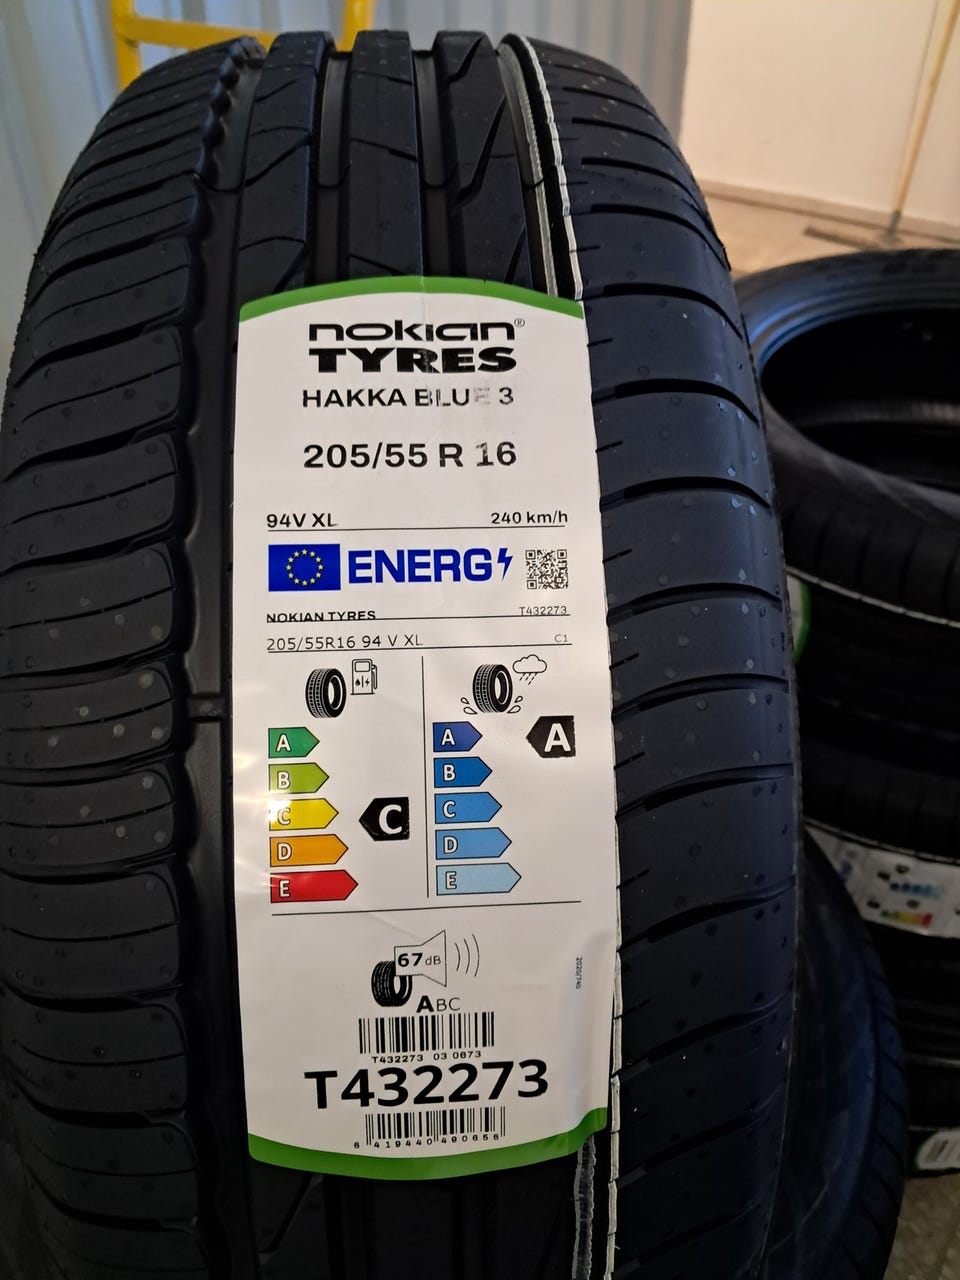 nokian®
TYRES
HAKKA BLUE 3
205/55 R 16
94V XL 240 km/h
ENERG
NOKIAN TYRES T432273
205/55R16 94 V XL C1
A A A
B B
C C C
D D
E E
67 dB
ABC
2020/740
T432273 03 0673
T432273
6 419440 490656